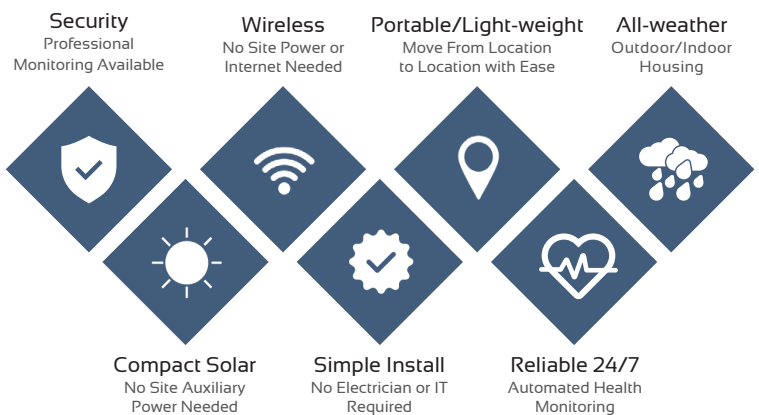 Security
Professional
Monitoring Available
Wireless
No Site Power or
Internet Needed
Portable/Light-weight
Move From Location
to Location with Ease
All-weather
Outdoor/Indoor
Housing
Compact Solar
No Site Auxiliary
Power Needed
Simple Install
No Electrician or IT
Required
Reliable 24/7
Automated Health
Monitoring